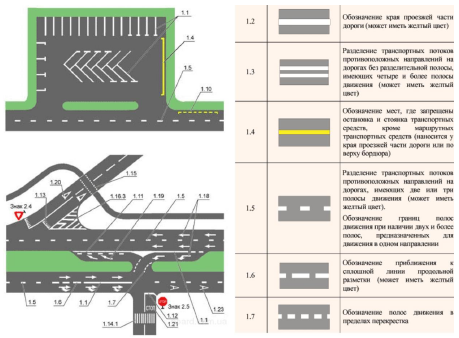 1.1
1.4
1.5
1.10
1.20
1.15
1.13
Знак 2.4
1.16.3
1.11
1.19
1.5
1.18
1.5
1.7
1.14.1
Знак 2.5
1.12
1.21
1.1
1.25
1.2
Обозначение края проезжей части
дороги (может иметь желтый цвет)
1.3
Разделение транспортных потоков
противоположных направлений на
дорогах без разделительной полосы,
имеющих четыре и более полосы
движения (может иметь желтый
цвет)
1.4
Обозначение мест, где запрещены
остановка и стоянка транспортных
средств, кроме маршрутных
транспортных средств (наносится у
края проезжей части дороги или по
верху бордюра)
1.5
Разделение транспортных потоков
противоположных направлений на
дорогах, имеющих две или три
полосы движения (может иметь
желтый цвет).
Обозначение границ полос
движения при наличии двух и более
полос, предназначенных для
движения в одном направлении
1.6
Обозначение приближения к
сплошной линии продольной
разметки (может иметь желтый цвет)
1.7
Обозначение полос движения в
пределах перекрестка